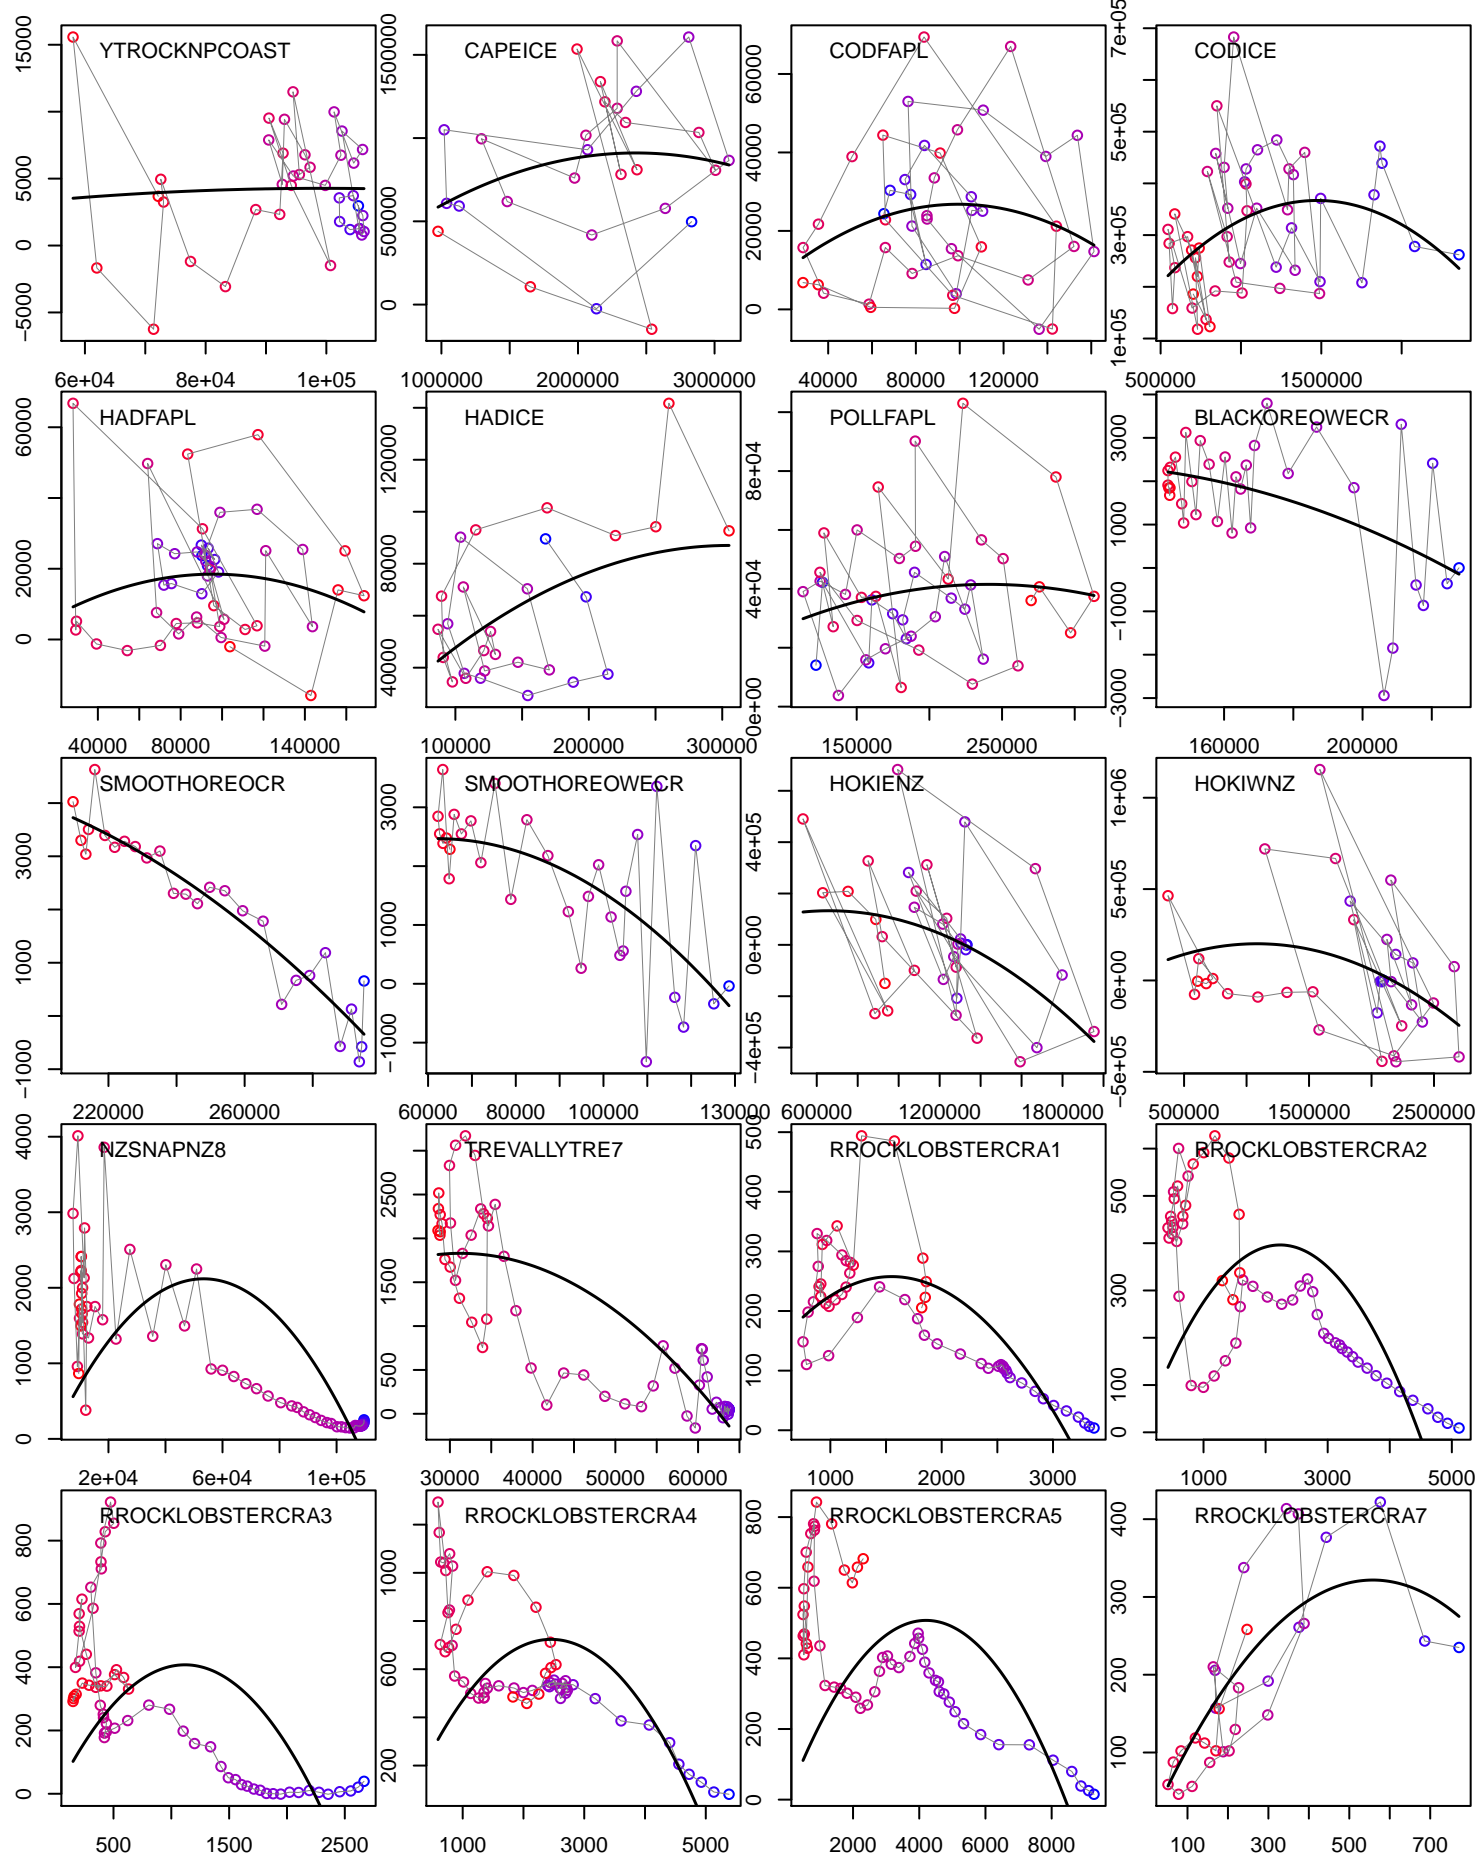 YTROCKNPCOAST
CAPEICE
CODFAPL
CODICE
15000
5000
0
−5000
1500000
500000
0
60000
40000
20000
0
7e+05
5e+05
3e+05
1e+05
6e+04 8e+04 1e+05
1000000 2000000 3000000
40000 80000 120000
500000 1500000
HADFAPL
HADICE
POLLFAPL
BLACKOREOWECR
60000
20000
0
120000
80000
40000
8e+04
4e+04
0e+00
3000
1000
−1000
−3000
40000 80000 140000
100000 200000 300000
150000 250000
160000 200000
SMOOTHOREOCR
SMOOTHOREOWECR
HOKIENZ
HOKIWNZ
3000
1000
−1000
3000
1000
0
−1000
4e+05
0e+00
−4e+05
1e+06
5e+05
0e+00
−5e+05
220000 260000
60000 80000 100000 130000
600000 1200000 1800000
500000 1500000 2500000
NZSNAPNZ8
TREVALLYTRE7
RROCKLOBSTERCRA1
RROCKLOBSTERCRA2
4000
3000
2000
1000
0
2500
1500
500
0
500
400
300
200
100
0
500
300
100
0
2e+04 6e+04 1e+05
30000 40000 50000 60000
1000 2000 3000
1000 3000 5000
RROCKLOBSTERCRA3
RROCKLOBSTERCRA4
RROCKLOBSTERCRA5
RROCKLOBSTERCRA7
800
600
400
200
0
1000
600
200
800
600
400
200
0
400
300
200
100
500 1500 2500
1000 3000 5000
2000 4000 6000 8000
100 300 500 700